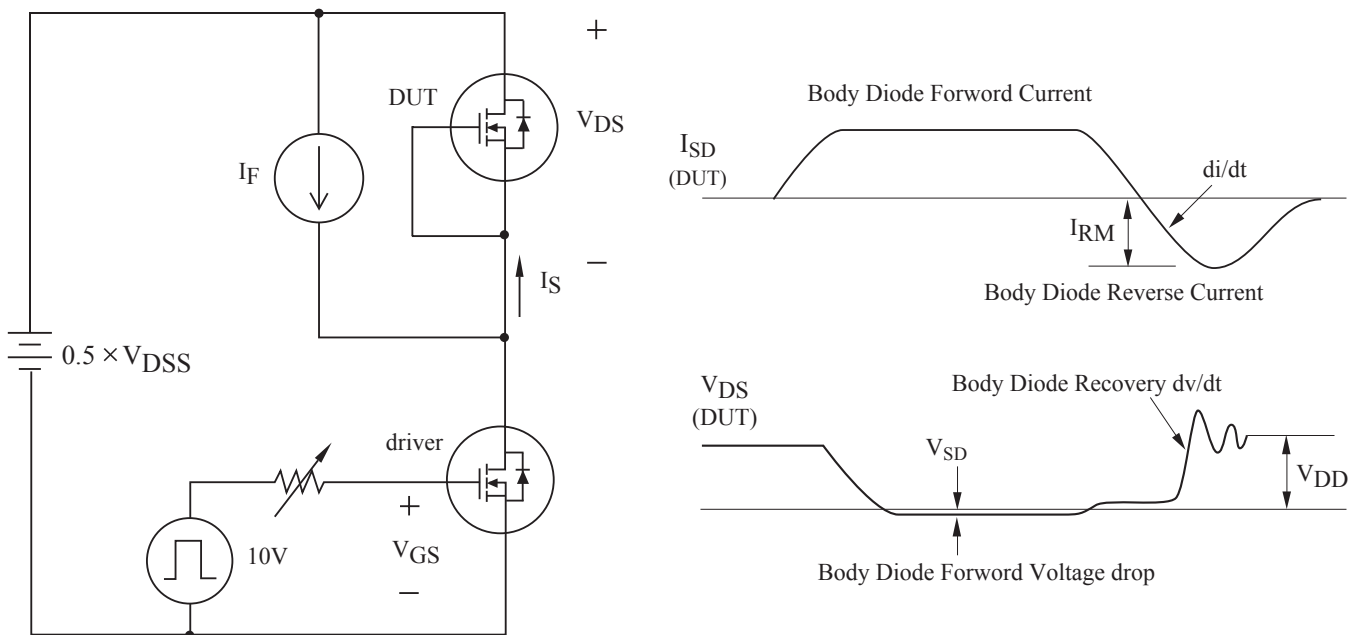 +
DUT
VDS
IF
−
IS
0.5 × VDSS
driver
+
10V
VGS
−
Body Diode Forword Current
ISD
(DUT)
di/dt
IRM
Body Diode Reverse Current
VDS
(DUT)
Body Diode Recovery dv/dt
VSD
VDD
Body Diode Forword Voltage drop